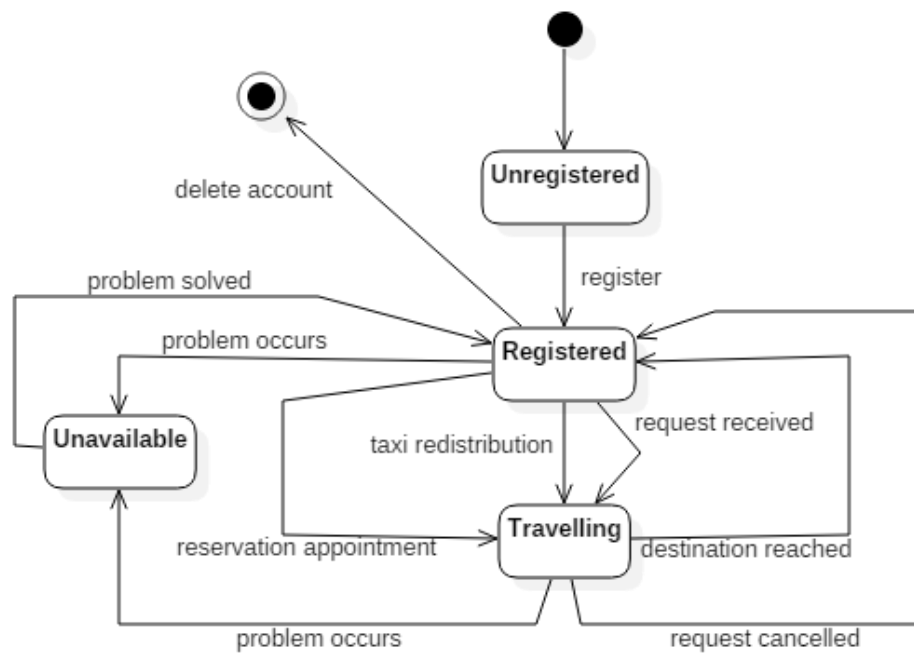 Unregistered
delete account
register
problem solved
problem occurs
Registered
request received
Unavailable
taxi redistribution
Travelling
reservation appointment
destination reached
problem occurs
request cancelled